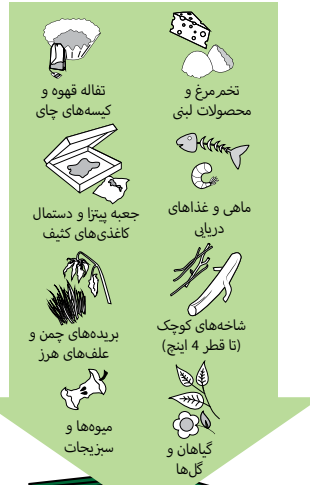 تخم‌مرغ و
محصولات لبنی
تفاله قهوه و
کیسه‌های چای
ماهی و غذاهای
دریایی
جعبه پیتزا و دستمال
کاغذی‌های کثیف
شاخه‌های کوچک
(تا قطر 4 اینچ)
بریده‌های چمن و
علف‌های هرز
گیاهان و
گل‌ها
میوه‌ها و
سبزیجات